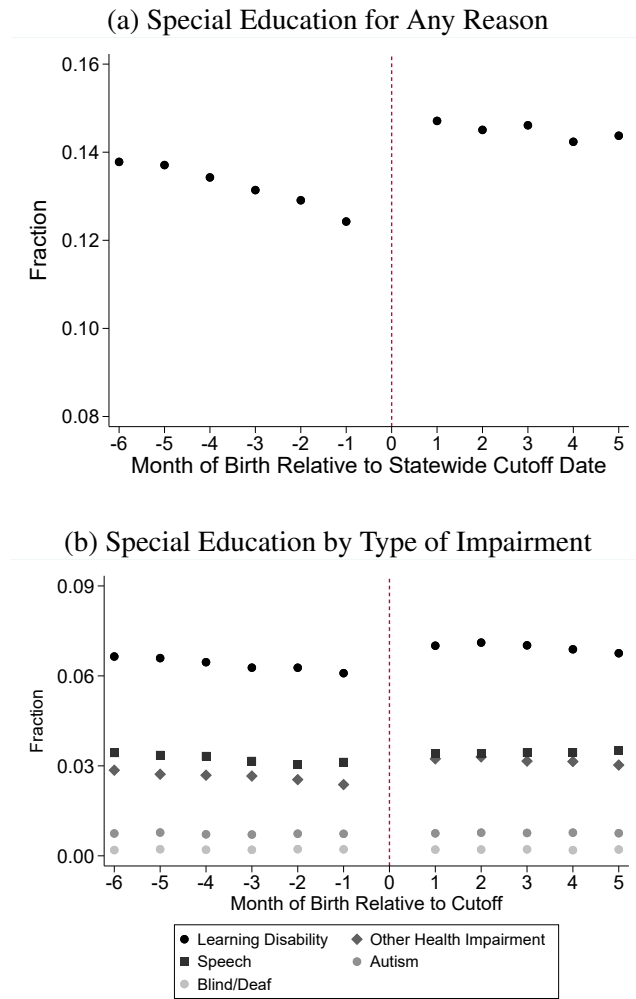 (a) Special Education for Any Reason
0.16
0.14
0.12
0.10
0.08
Fraction
-6 -5 -4 -3 -2 -1 0 1 2 3 4 5
Month of Birth Relative to Statewide Cutoff Date
(b) Special Education by Type of Impairment
0.09
0.06
0.03
0.00
Fraction
-6 -5 -4 -3 -2 -1 0 1 2 3 4 5
Month of Birth Relative to Cutoff
Learning Disability Other Health Impairment
Speech Autism
Blind/Deaf